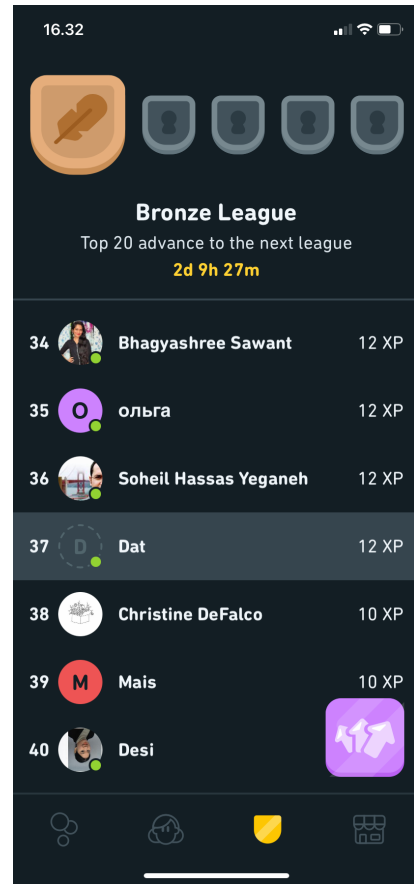 16.32
Bronze League
Top 20 advance to the next league
2d 9h 27m
34 Bhagyashree Sawant 12 XP
35 O ольга 12 XP
36 Soheil Hassas Yeganeh 12 XP
37 D Dat 12 XP
38 Christine DeFalco 10 XP
39 M Mais 10 XP
40 Desi